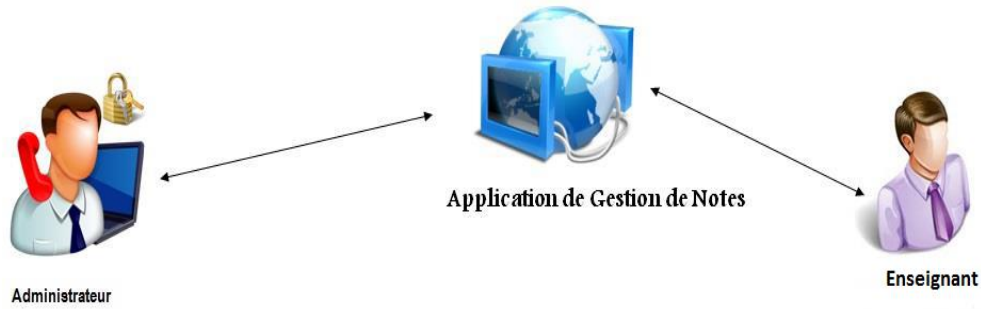 Application de Gestion de Notes
Enseignant
Administrateur